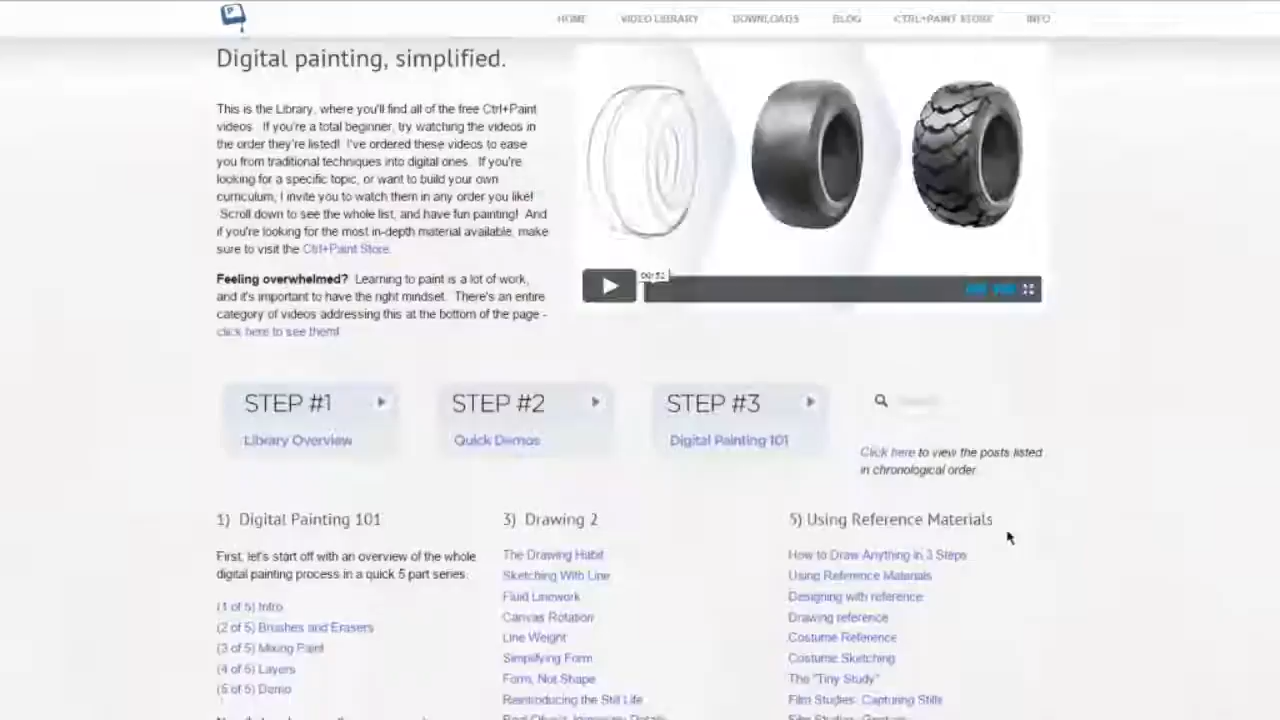 HOME VIDEO LIBRARY DOWNLOADS BLOG CTRL+PAINT STORE INFO
Digital painting, simplified.
This is the Library, where you'll find all of the free Ctrl+Paint
videos. If you're a total beginner, try watching the videos in
the order they're listed! I've ordered these videos to ease
you from traditional techniques into digital ones. If you're
looking for a specific topic, or want to build your own
curriculum, I invite you to watch them in any order you like!
Scroll down to see the whole list, and have fun painting! And
if you're looking for the most in-depth material available, make
sure to visit the Ctrl+Paint Store.
Feeling overwhelmed? Learning to paint is a lot of work,
and it's important to have the right mindset. There's an entire
category of videos addressing this at the bottom of the page -
click here to see them!
STEP #1
Library Overview
STEP #2
Quick Demos
STEP #3
Digital Painting 101
Click here to view the posts listed
in chronological order.
1) Digital Painting 101
First, let's start off with an overview of the whole
digital painting process in a quick 5 part series.
(1 of 5) Intro
(2 of 5) Brushes and Erasers
(3 of 5) Mixing Paint
(4 of 5) Layers
(5 of 5) Demo
3) Drawing 2
The Drawing Habit
Sketching With Line
Fluid Linework
Canvas Rotation
Line Weight
Simplifying Form
Form, Not Shape
Reintroducing the Still Life
5) Using Reference Materials
How to Draw Anything in 3 Steps
Using Reference Materials
Designing with reference
Drawing reference
Costume Reference
Costume Sketching
The "Tiny Study"
Film Studies: Capturing Stills